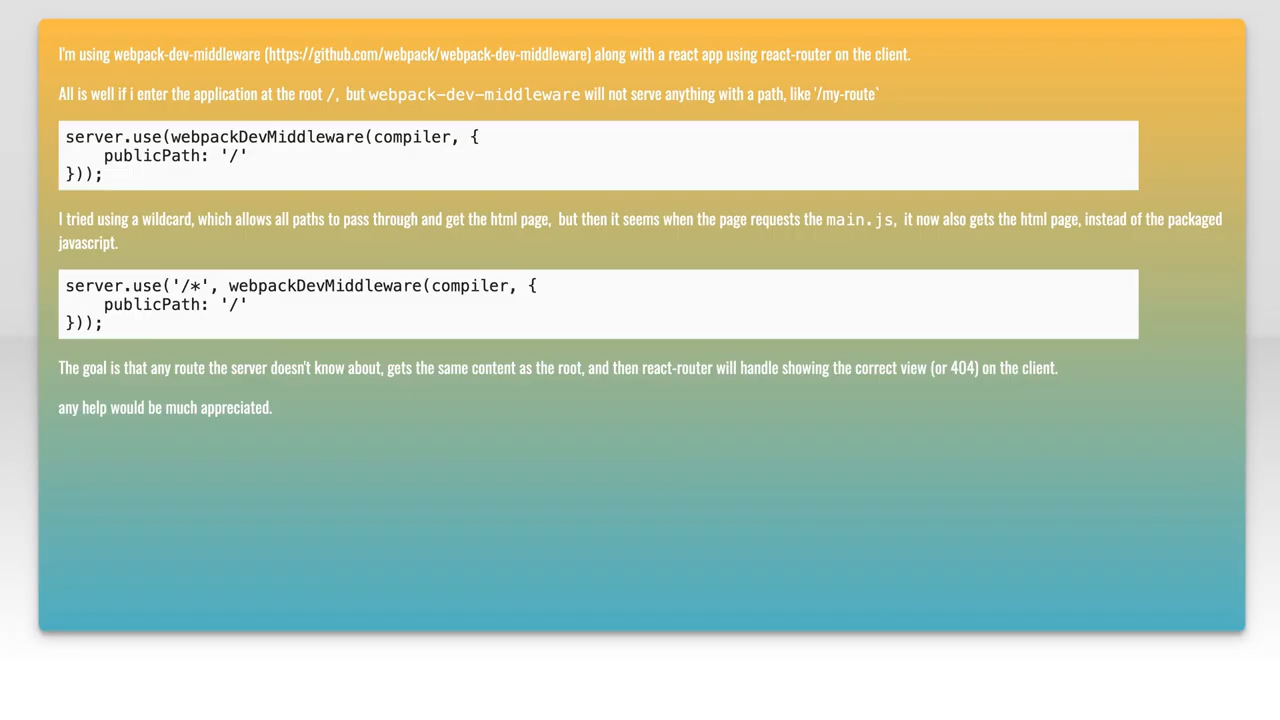 I'm using webpack-dev-middleware (https://github.com/webpack/webpack-dev-middleware) along with a react app using react-router on the client.
All is well if i enter the application at the root /, but webpack-dev-middleware will not serve anything with a path, like '/my-route`
server.use(webpackDevMiddleware(compiler, {
    publicPath: '/'
}));
I tried using a wildcard, which allows all paths to pass through and get the html page, but then it seems when the page requests the main.js, it now also gets the html page, instead of the packaged
javascript.
server.use('/*', webpackDevMiddleware(compiler, {
    publicPath: '/'
}));
The goal is that any route the server doesn't know about, gets the same content as the root, and then react-router will handle showing the correct view (or 404) on the client.
any help would be much appreciated.